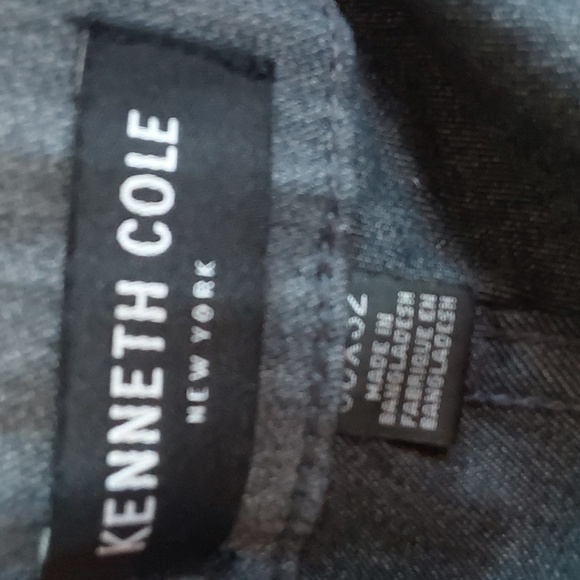 KENNETH COLE
NEW YORK
MADE IN
BANGLADESH
FABRIQUE EN
BANGLADESH